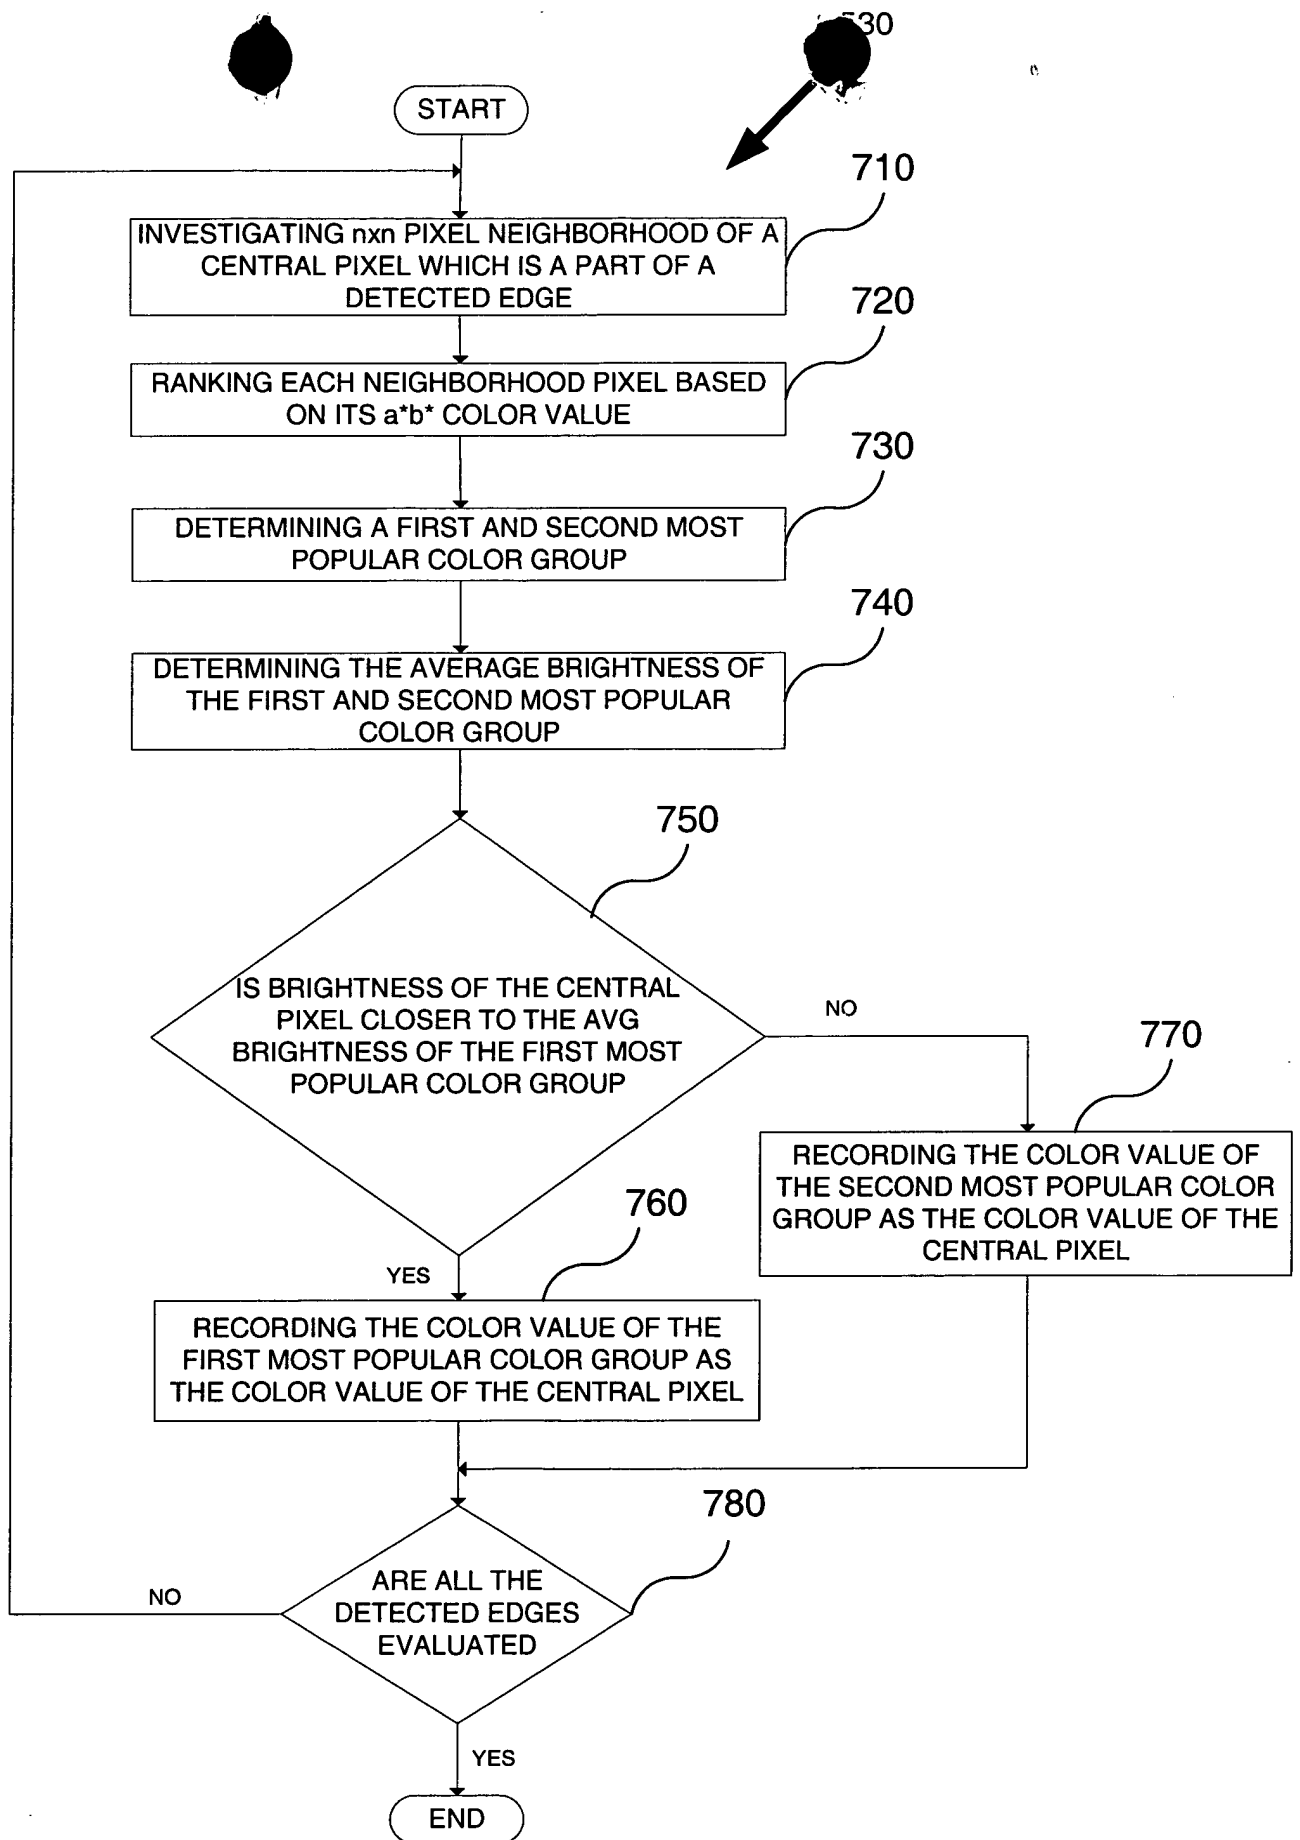 30
START
710
INVESTIGATING nxn PIXEL NEIGHBORHOOD OF A
CENTRAL PIXEL WHICH IS A PART OF A
DETECTED EDGE
720
RANKING EACH NEIGHBORHOOD PIXEL BASED
ON ITS a*b* COLOR VALUE
730
DETERMINING A FIRST AND SECOND MOST
POPULAR COLOR GROUP
740
DETERMINING THE AVERAGE BRIGHTNESS OF
THE FIRST AND SECOND MOST POPULAR
COLOR GROUP
750
IS BRIGHTNESS OF THE CENTRAL
PIXEL CLOSER TO THE AVG
BRIGHTNESS OF THE FIRST MOST
POPULAR COLOR GROUP
NO
770
RECORDING THE COLOR VALUE OF
THE SECOND MOST POPULAR COLOR
GROUP AS THE COLOR VALUE OF THE
CENTRAL PIXEL
760
YES
RECORDING THE COLOR VALUE OF THE
FIRST MOST POPULAR COLOR GROUP AS
THE COLOR VALUE OF THE CENTRAL PIXEL
780
ARE ALL THE
DETECTED EDGES
EVALUATED
NO
YES
END